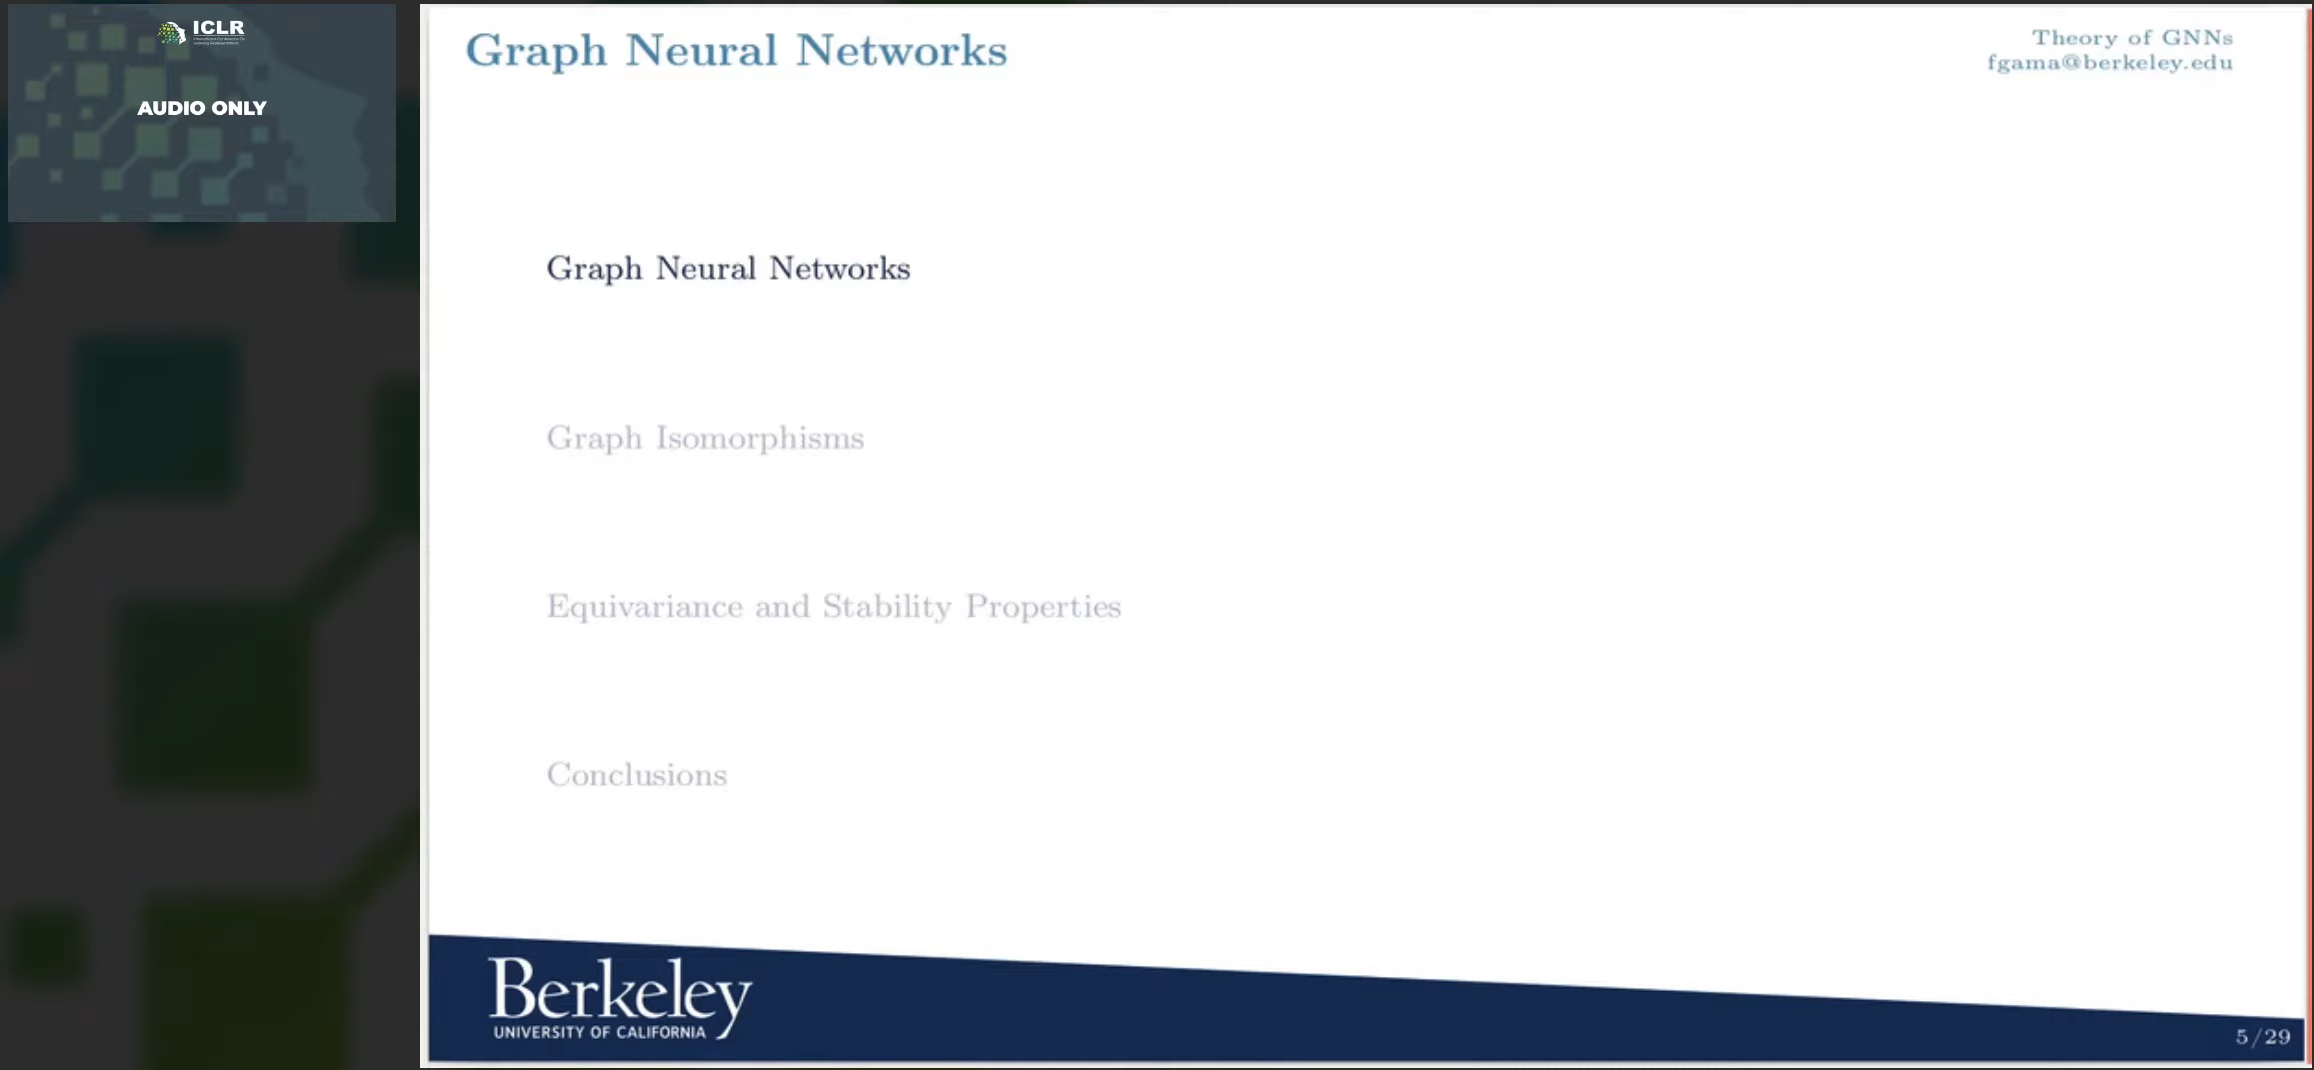 ICLR
AUDIO ONLY
Graph Neural Networks
Theory of GNNs
fgama@berkeley.edu
Graph Neural Networks
Graph Isomorphisms
Equivariance and Stability Properties
Conclusions
Berkeley
UNIVERSITY OF CALIFORNIA
5/29